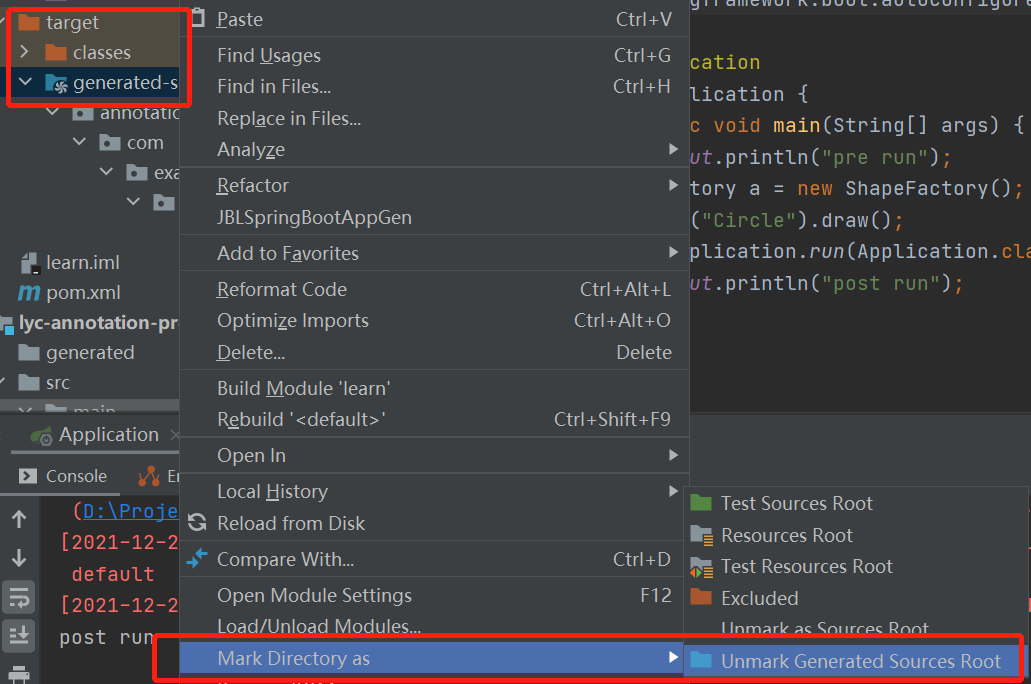 target
classes
generated-s
annotatio
com
exa
learn.iml
pom.xml
lyc-annotation-pr
generated
src
main
Paste Ctrl+V
Find Usages Ctrl+G
Find in Files... Ctrl+H
Replace in Files...
Analyze
Refactor
JBLSpringBootAppGen
Add to Favorites
Reformat Code Ctrl+Alt+L
Optimize Imports Ctrl+Alt+O
Delete... Delete
Build Module 'learn'
Rebuild '<default>' Ctrl+Shift+F9
Open In
Local History
Reload from Disk
Compare With... Ctrl+D
Open Module Settings F12
Load/Unload Modules...
Mark Directory as
Test Sources Root
Resources Root
Test Resources Root
Excluded
Unmark as Sources Root
Unmark Generated Sources Root
gframework.boot.autoconfigure
cation
lication {
c void main(String[] args) {
ut.println("pre run");
tory a = new ShapeFactory();
("Circle").draw();
plication.run(Application.cla
ut.println("post run");
Application
Console
(D:\Proje
[2021-12-2
default
[2021-12-2
post run